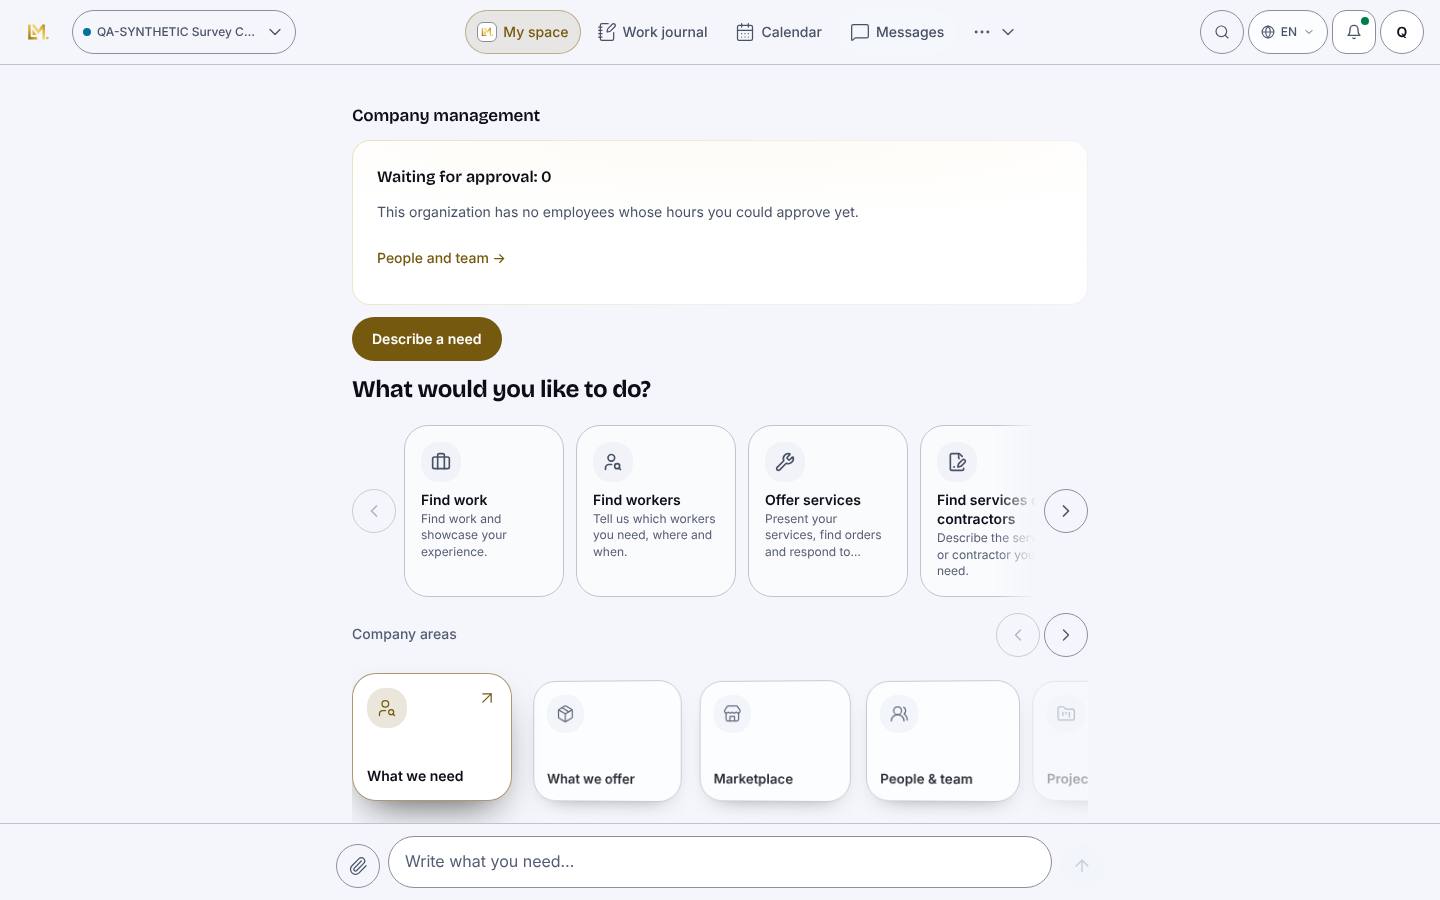 LM.
QA-SYNTHETIC Survey C...
My space
Work journal
Calendar
Messages
EN
Q
Company management
Waiting for approval: 0
This organization has no employees whose hours you could approve yet.
People and team →
Describe a need
What would you like to do?
Find work
Find work and
showcase your
experience.
Find workers
Tell us which workers
you need, where and
when.
Offer services
Present your
services, find orders
and respond to...
Find services
contractors
Describe the
or contractor you
need.
Company areas
What we need
What we offer
Marketplace
People & team
Write what you need...